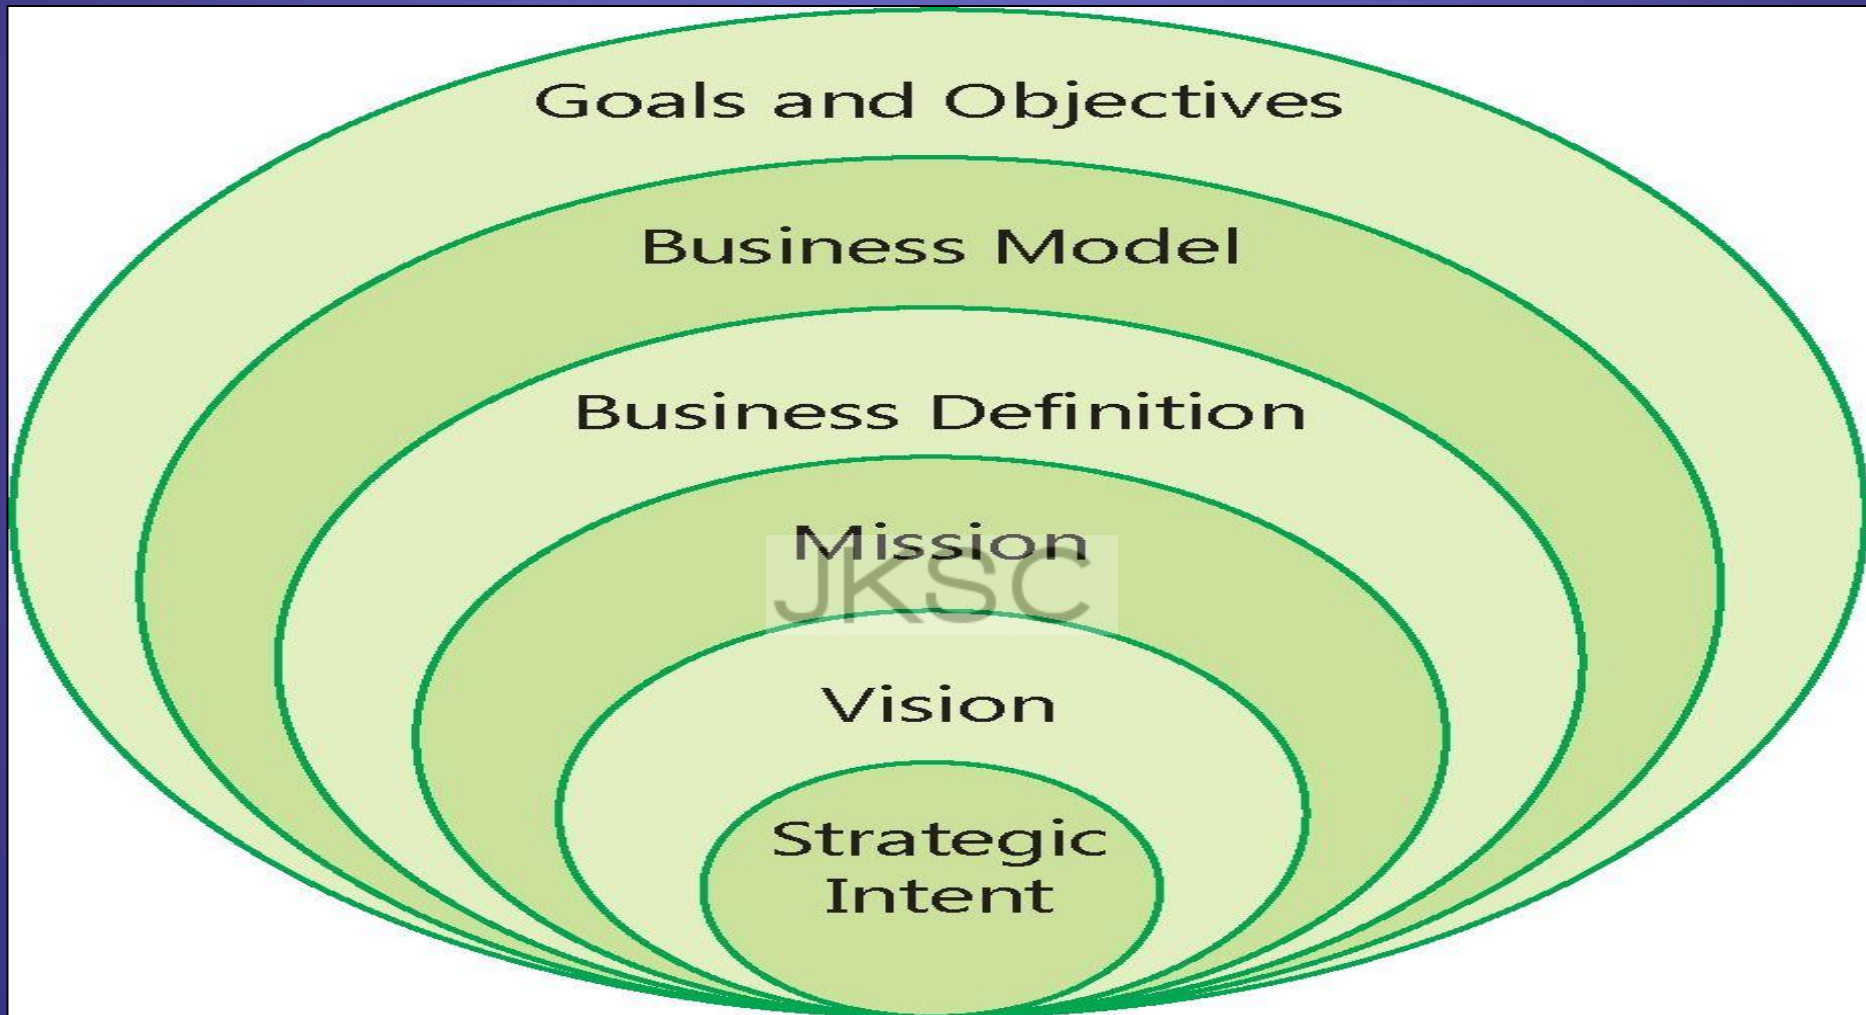 Goals and Objectives
Business Model
Business Definition
Mission
JKSC
Vision
Strategic
Intent